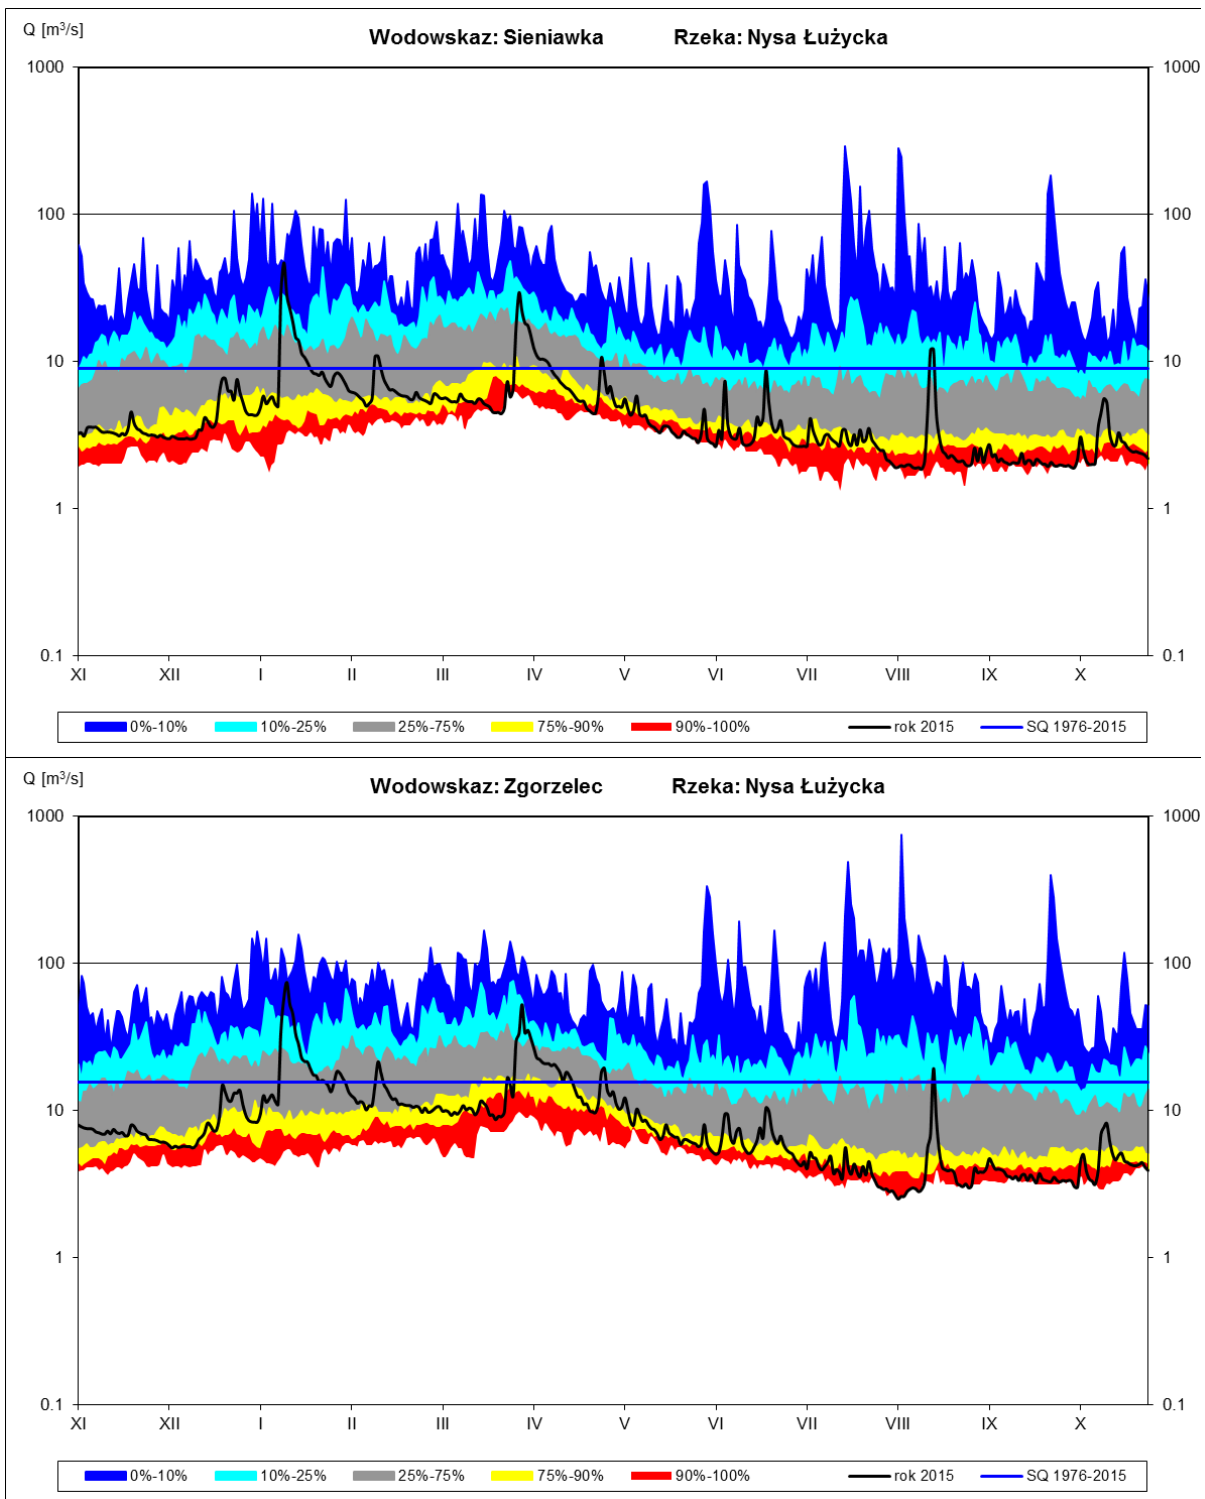 Q [m³/s]
Wodowskaz: Sieniawka Rzeka: Nysa Łużycka
1000 1000
100 100
10 10
1 1
0.1 0.1
XI XII I II III IV V VI VII VIII IX X
0%-10% 10%-25% 25%-75% 75%-90% 90%-100% rok 2015 SQ 1976-2015
Q [m³/s]
Wodowskaz: Zgorzelec Rzeka: Nysa Łużycka
1000 1000
100 100
10 10
1 1
0.1 0.1
XI XII I II III IV V VI VII VIII IX X
0%-10% 10%-25% 25%-75% 75%-90% 90%-100% rok 2015 SQ 1976-2015